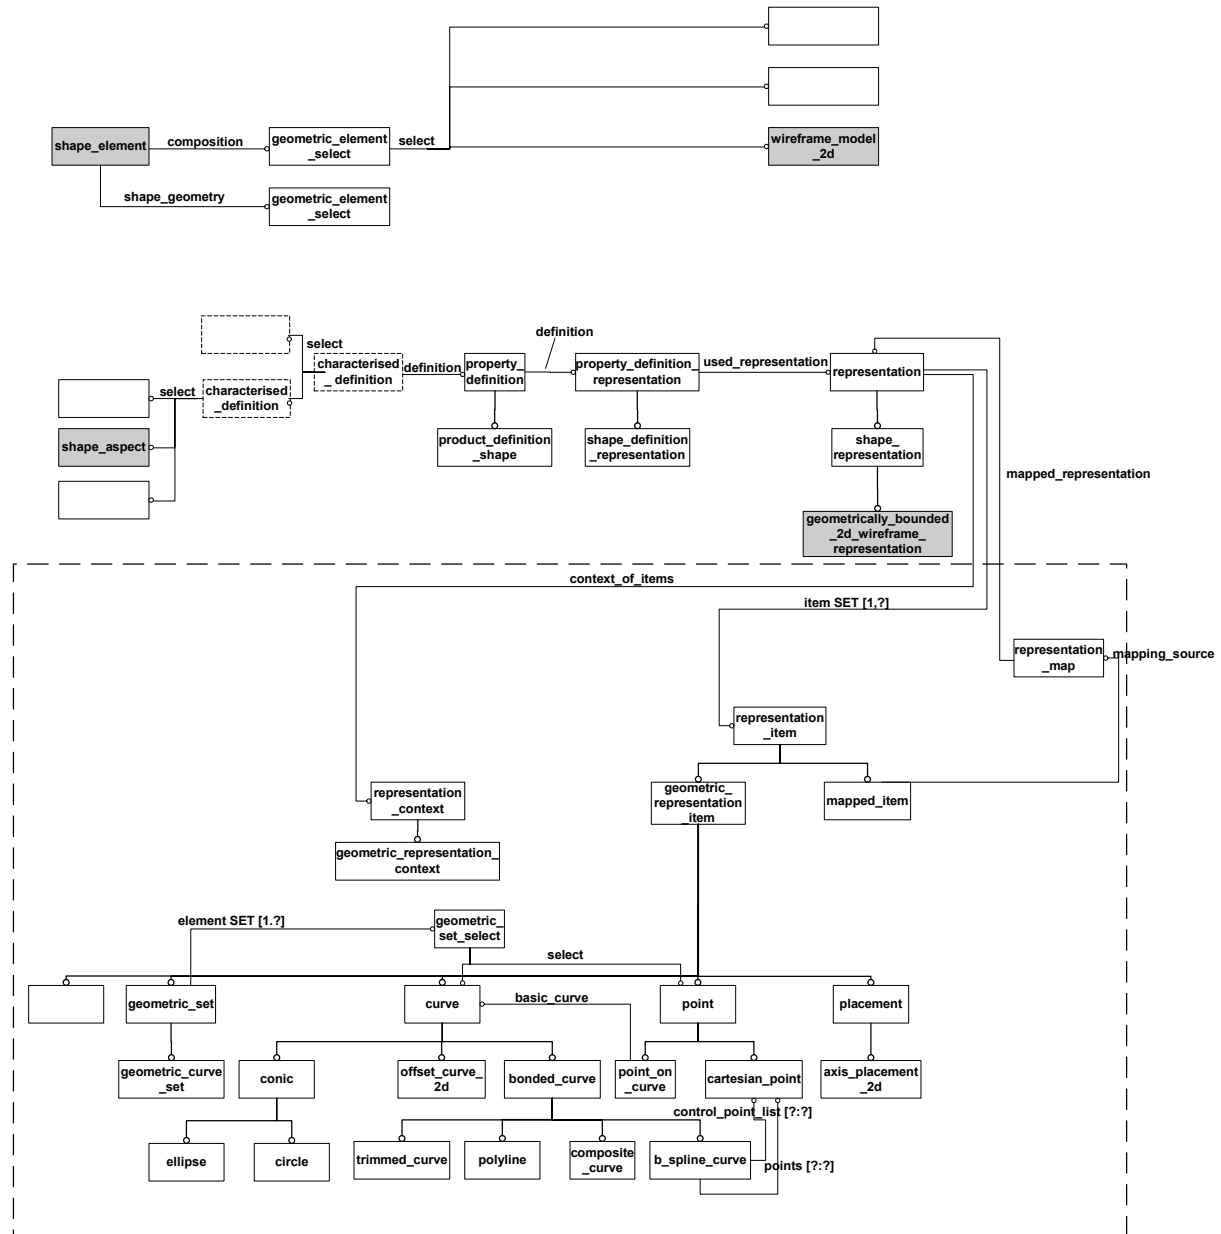 shape_element
composition
geometric_element
_select
select
wireframe_model
_2d
shape_geometry
geometric_element
_select
definition
select
characterised
_definition
definition
property_
definition
property_definition_
representation
used_representation
representation
select
characterised
_definition
shape_aspect
product_definition
_shape
shape_definition
_representation
shape_
representation
mapped_representation
geometrically_bounded
_2d_wireframe_
representation
context_of_items
item SET [1,?]
representation
_map
mapping_source
representation
_item
representation
_context
geometric_
representation
_item
mapped_item
geometric_representation_
context
element SET [1.?]
geometric_
set_select
select
geometric_set
curve
basic_curve
point
placement
geometric_curve
_set
conic
offset_curve_
2d
bonded_curve
point_on
_curve
cartesian_point
axis_placement
_2d
control_point_list [?:?]
ellipse
circle
trimmed_curve
polyline
composite
_curve
b_spline_curve
points [?:?]